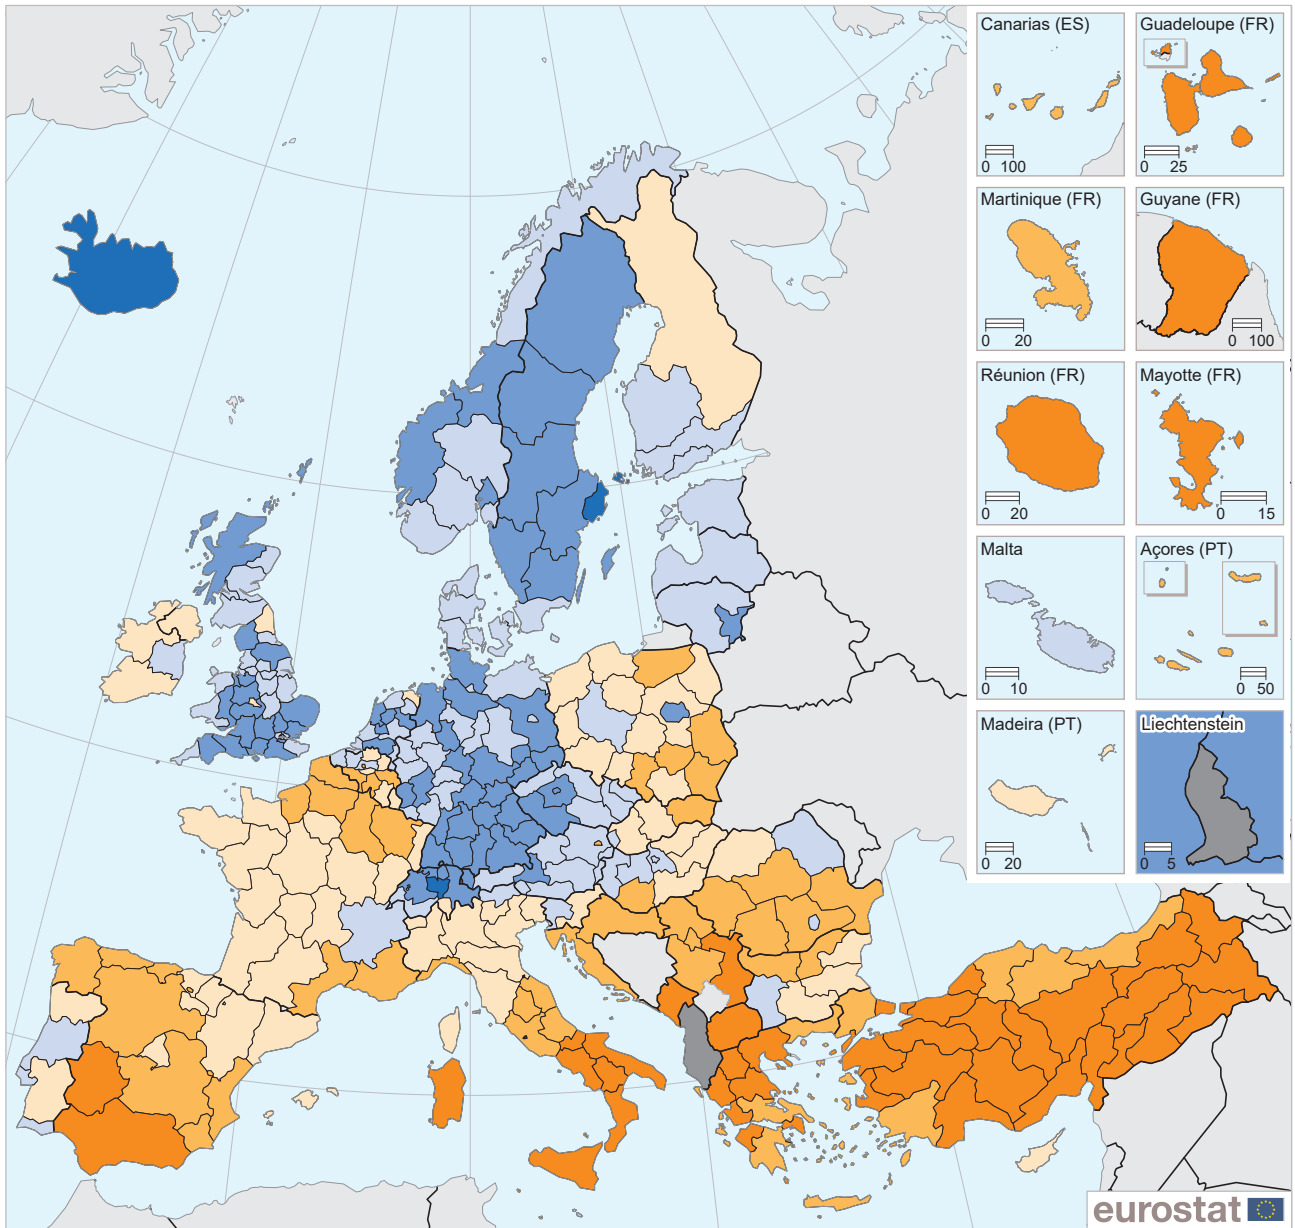 Canarias (ES)
0 100
Guadeloupe (FR)
0 25
Martinique (FR)
0 20
Guyane (FR)
0 100
Réunion (FR)
0 20
Mayotte (FR)
0 15
Malta
0 10
Açores (PT)
0 50
Madeira (PT)
0 20
Liechtenstein
0 5
eurostat